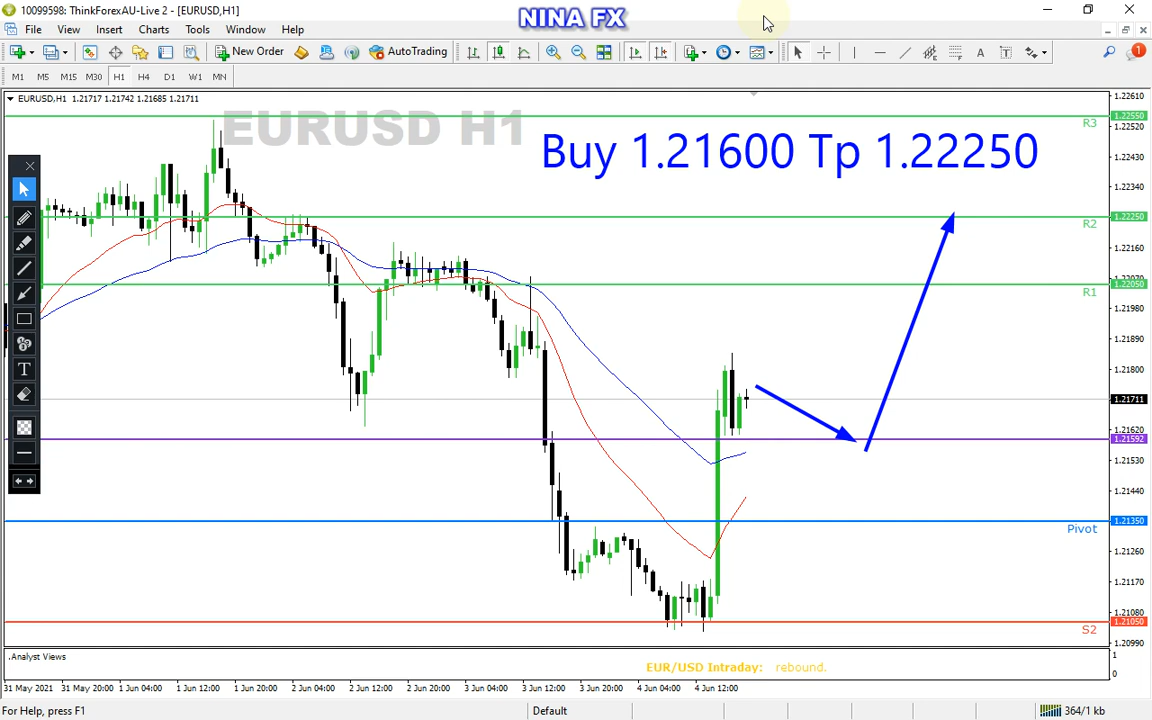 10099598: ThinkForexAU-Live 2 - [EURUSD,H1]
NINA FX
File View Insert Charts Tools Window Help
New Order AutoTrading A T 1
M1 M5 M15 M30 H1 H4 D1 W1 MN
EURUSD,H1 1.21717 1.21742 1.21685 1.21711
EURUSD H1
Buy 1.21600 Tp 1.22250
1.22610
1.22550
R3
1.22520
1.22430
1.22340
1.22250
R2
1.22160
1.22070
1.22050
R1
1.21980
1.21890
1.21800
1.21711
1.21620
1.21592
1.21530
1.21440
1.21350
Pivot
1.21260
1.21170
1.21080
1.21050
S2
1.20990
T
.Analyst Views
1
0
EUR/USD Intraday: rebound.
31 May 2021 31 May 20:00 1 Jun 04:00 1 Jun 12:00 1 Jun 20:00 2 Jun 04:00 2 Jun 12:00 2 Jun 20:00 3 Jun 04:00 3 Jun 12:00 3 Jun 20:00 4 Jun 04:00 4 Jun 12:00
For Help, press F1
Default
364/1 kb